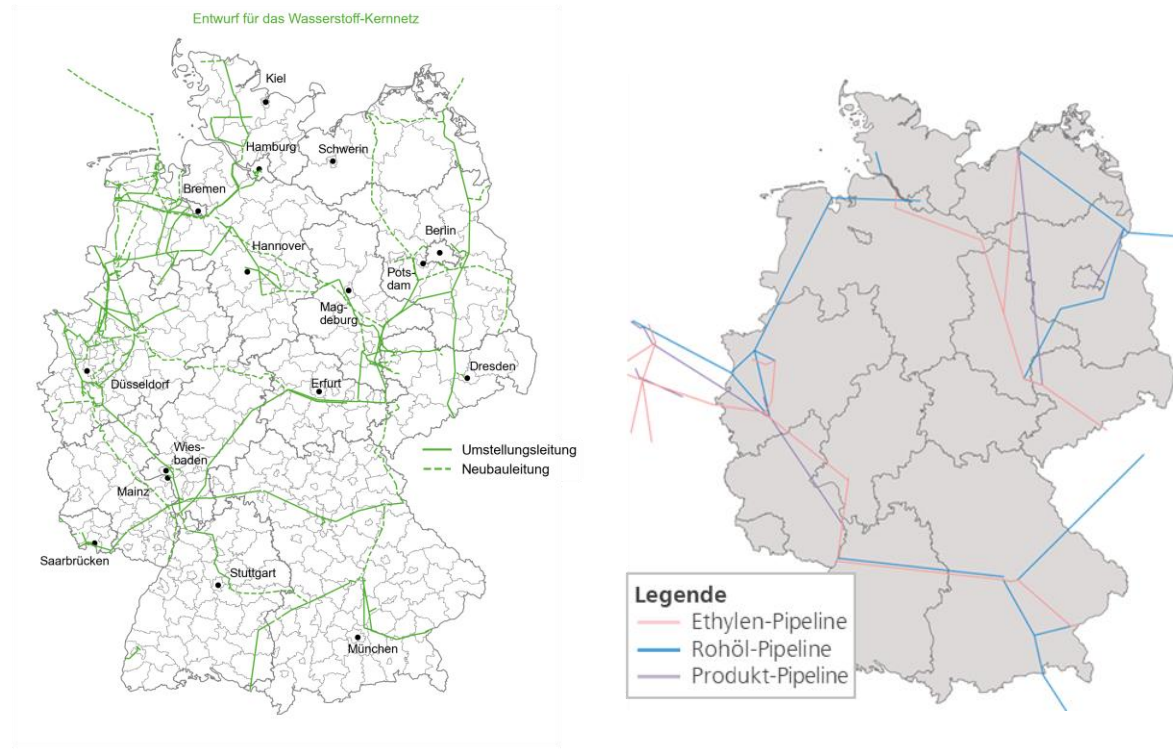 Entwurf für das Wasserstoff-Kernnetz
Kiel
Hamburg
Schwerin
Bremen
Berlin
Hannover
Pots-
dam
Mag-
deburg
Dresden
Düsseldorf
Erfurt
Umstellungsleitung
Neubauleitung
Wies-
baden
Mainz
Saarbrücken
Stuttgart
München
Legende
Ethylen-Pipeline
Rohöl-Pipeline
Produkt-Pipeline